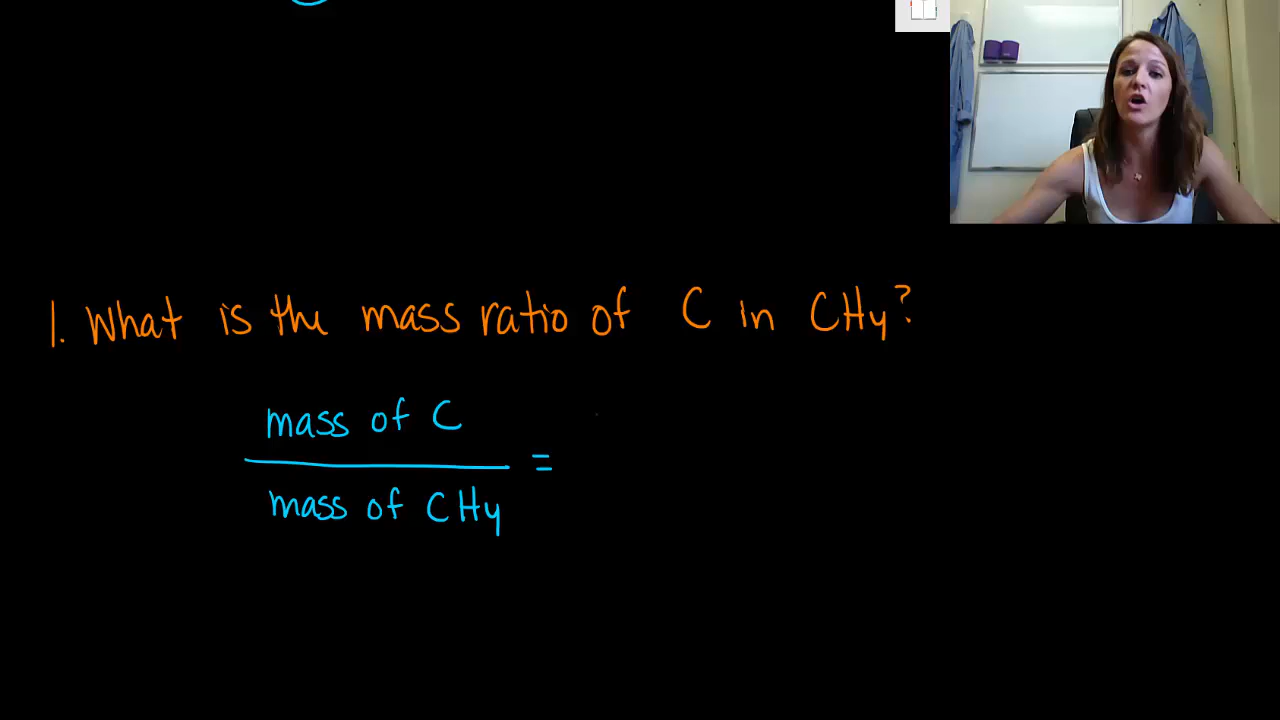 1. What is the mass ratio of C in CH4?
mass of C
=
mass of CH4